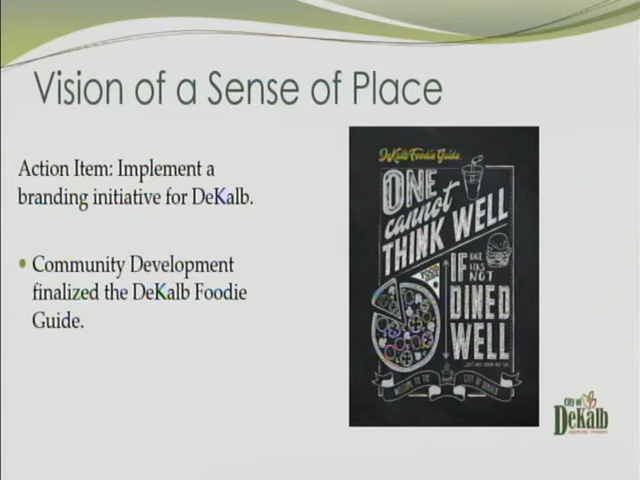 Vision of a Sense of Place
Action Item: Implement a
branding initiative for DeKalb.
Community Development
finalized the DeKalb Foodie
Guide.
DeKalb Foodie Guide
ONE
cannot
THINK WELL
IF ONE
HAS
NOT
DINED
WELL
WELCOME TO THE
CITY OF DEKALB
City of
DeKalb